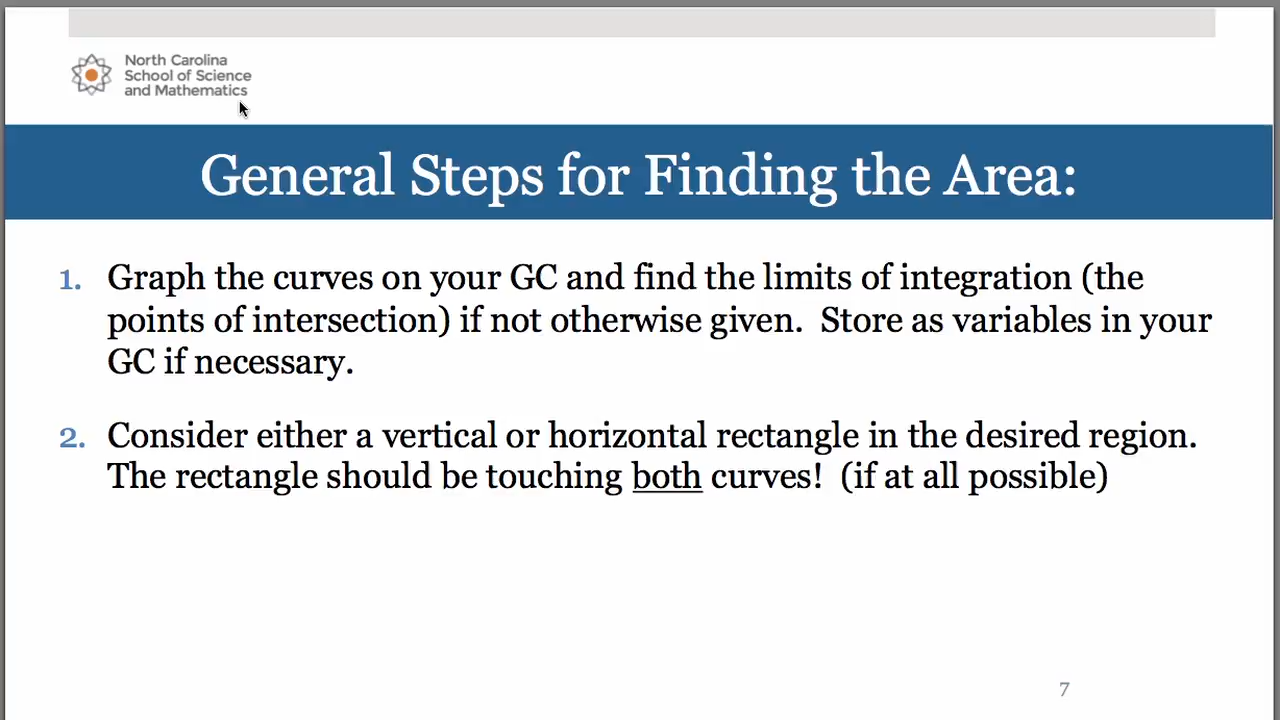 North Carolina
School of Science
and Mathematics
General Steps for Finding the Area:
1. Graph the curves on your GC and find the limits of integration (the
points of intersection) if not otherwise given.  Store as variables in your
GC if necessary.
2. Consider either a vertical or horizontal rectangle in the desired region.
The rectangle should be touching both curves!  (if at all possible)
7